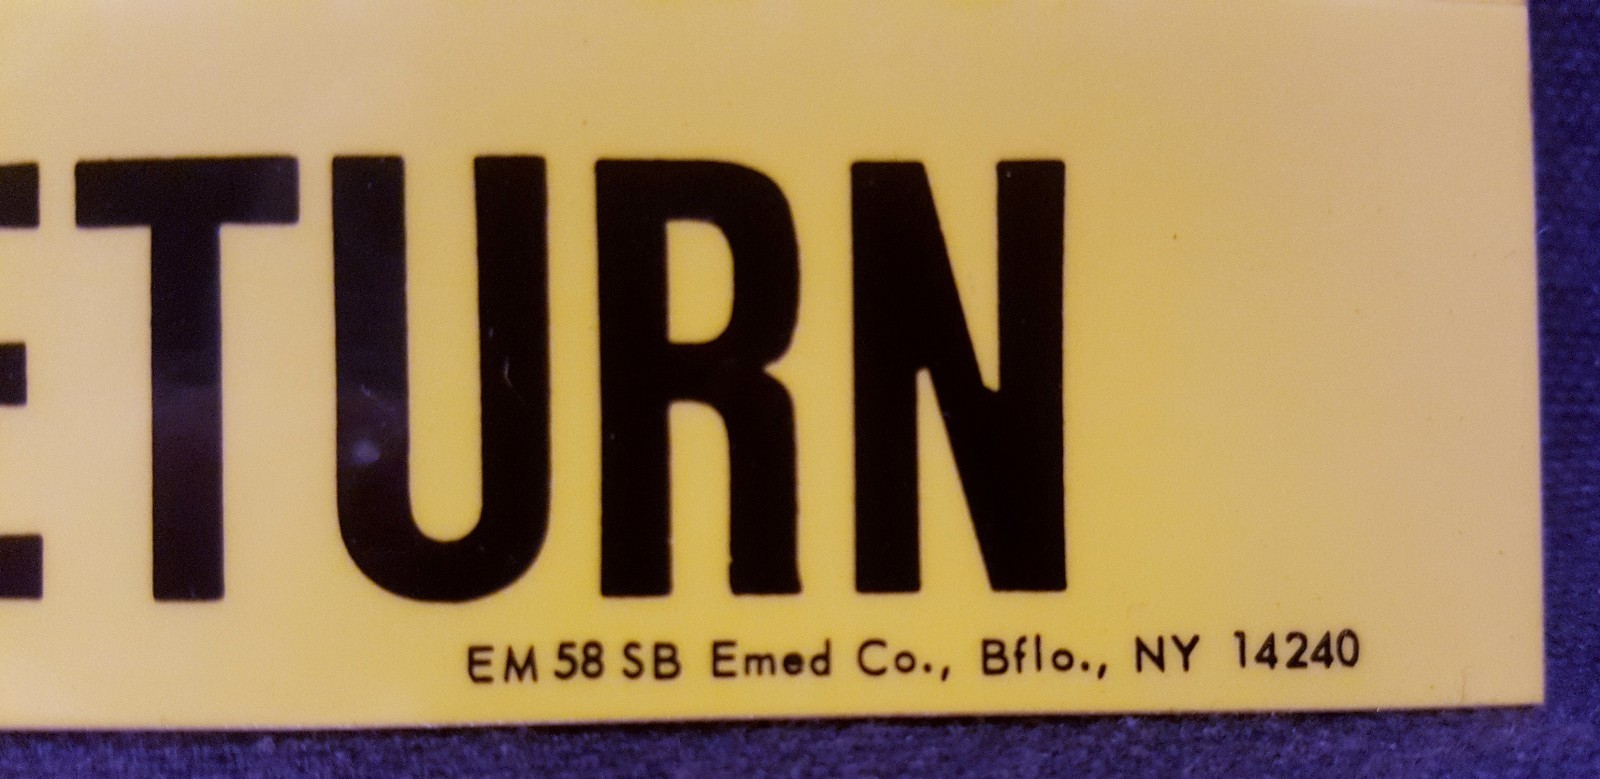 ETURN
EM 58 SB Emed Co., Bflo., NY 14240